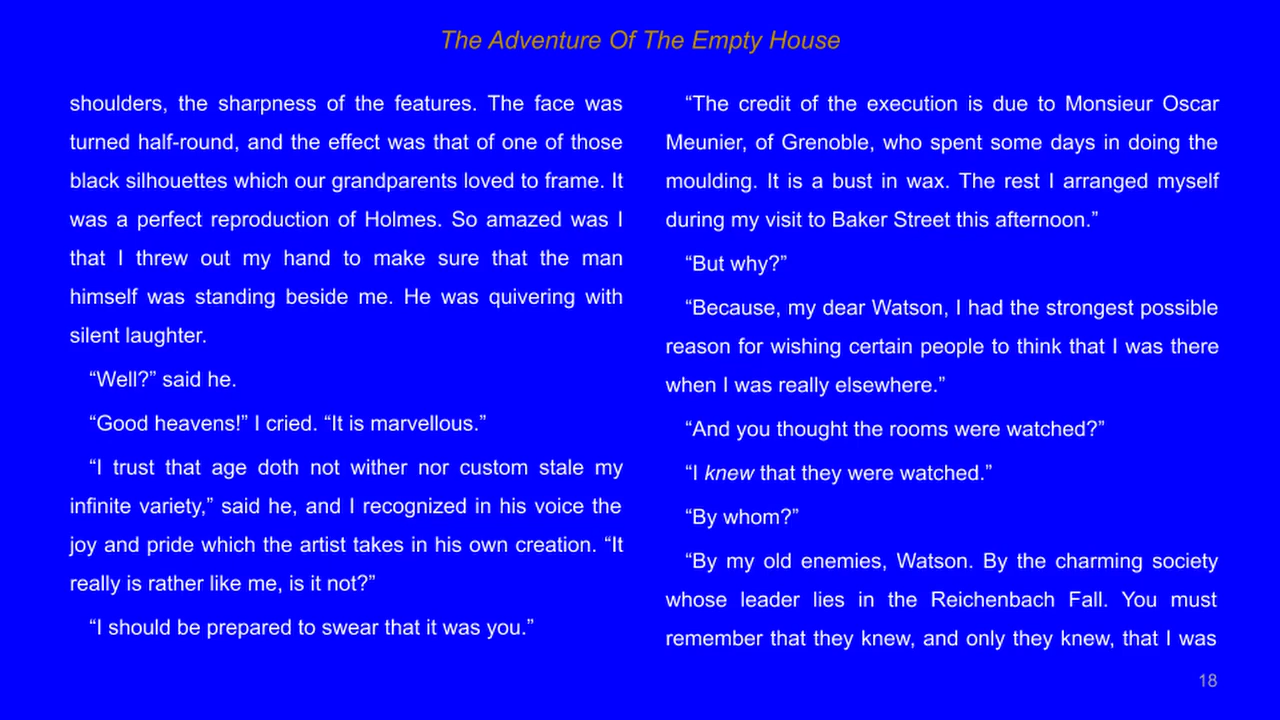 The Adventure Of The Empty House
shoulders, the sharpness of the features. The face was
turned half-round, and the effect was that of one of those
black silhouettes which our grandparents loved to frame. It
was a perfect reproduction of Holmes. So amazed was I
that I threw out my hand to make sure that the man
himself was standing beside me. He was quivering with
silent laughter.
“Well?” said he.
“Good heavens!” I cried. “It is marvellous.”
“I trust that age doth not wither nor custom stale my
infinite variety,” said he, and I recognized in his voice the
joy and pride which the artist takes in his own creation. “It
really is rather like me, is it not?”
“I should be prepared to swear that it was you.”
“The credit of the execution is due to Monsieur Oscar
Meunier, of Grenoble, who spent some days in doing the
moulding. It is a bust in wax. The rest I arranged myself
during my visit to Baker Street this afternoon.”
“But why?”
“Because, my dear Watson, I had the strongest possible
reason for wishing certain people to think that I was there
when I was really elsewhere.”
“And you thought the rooms were watched?”
“I knew that they were watched.”
“By whom?”
“By my old enemies, Watson. By the charming society
whose leader lies in the Reichenbach Fall. You must
remember that they knew, and only they knew, that I was
18